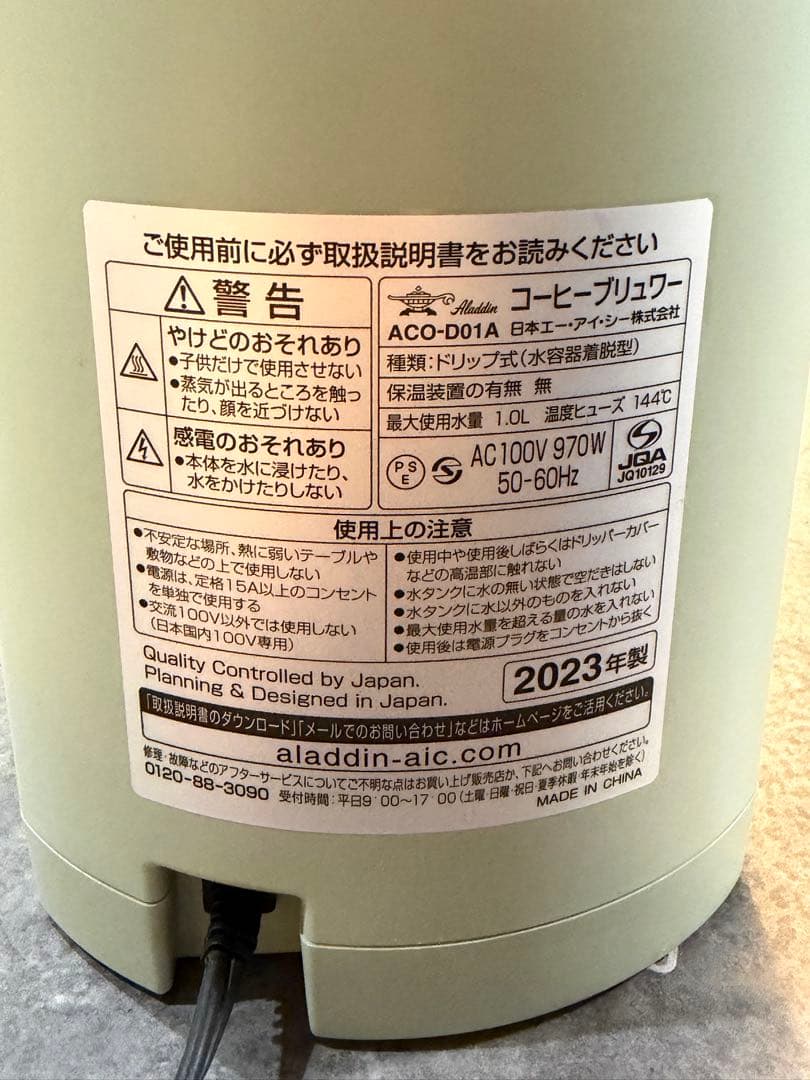 ご使用前に必ず取扱説明書をお読みください
警告
やけどのおそれあり
●子供だけで使用させない
●蒸気が出るところを触っ
たり、顔を近づけない
感電のおそれあり
●本体を水に浸けたり、
水をかけたりしない
Aladdin コーヒーブリュワー
ACO-D01A 日本エー・アイ・シー株式会社
種類:ドリップ式(水容器着脱型)
保温装置の有無 無
最大使用水量 1.0L 温度ヒューズ 144℃
PSE AC100V 970W
50-60Hz
JQA
JQ10129
使用上の注意
●不安定な場所、熱に弱いテーブルや
敷物などの上で使用しない
●電源は、定格15A以上のコンセント
を単独で使用する
●交流100V以外では使用しない
(日本国内100V専用)
●使用中や使用後しばらくはドリッパーカバー
などの高温部に触れない
●水タンクに水の無い状態で空だきはしない
●水タンクに水以外のものを入れない
●最大使用水量を超える量の水を入れない
●使用後は電源プラグをコンセントから抜く
Quality Controlled by Japan.
Planning & Designed in Japan.
2023年製
「取扱説明書のダウンロード」「メールでのお問い合わせ」などはホームページをご活用ください。
aladdin-aic.com
修理・故障などのアフターサービスについてご不明な点はお買い上げ販売店か、下記へお問い合わせください。
0120-88-3090 受付時間:平日9:00〜17:00(土曜・日曜・祝日・夏季休暇・年末年始を除く)
MADE IN CHINA